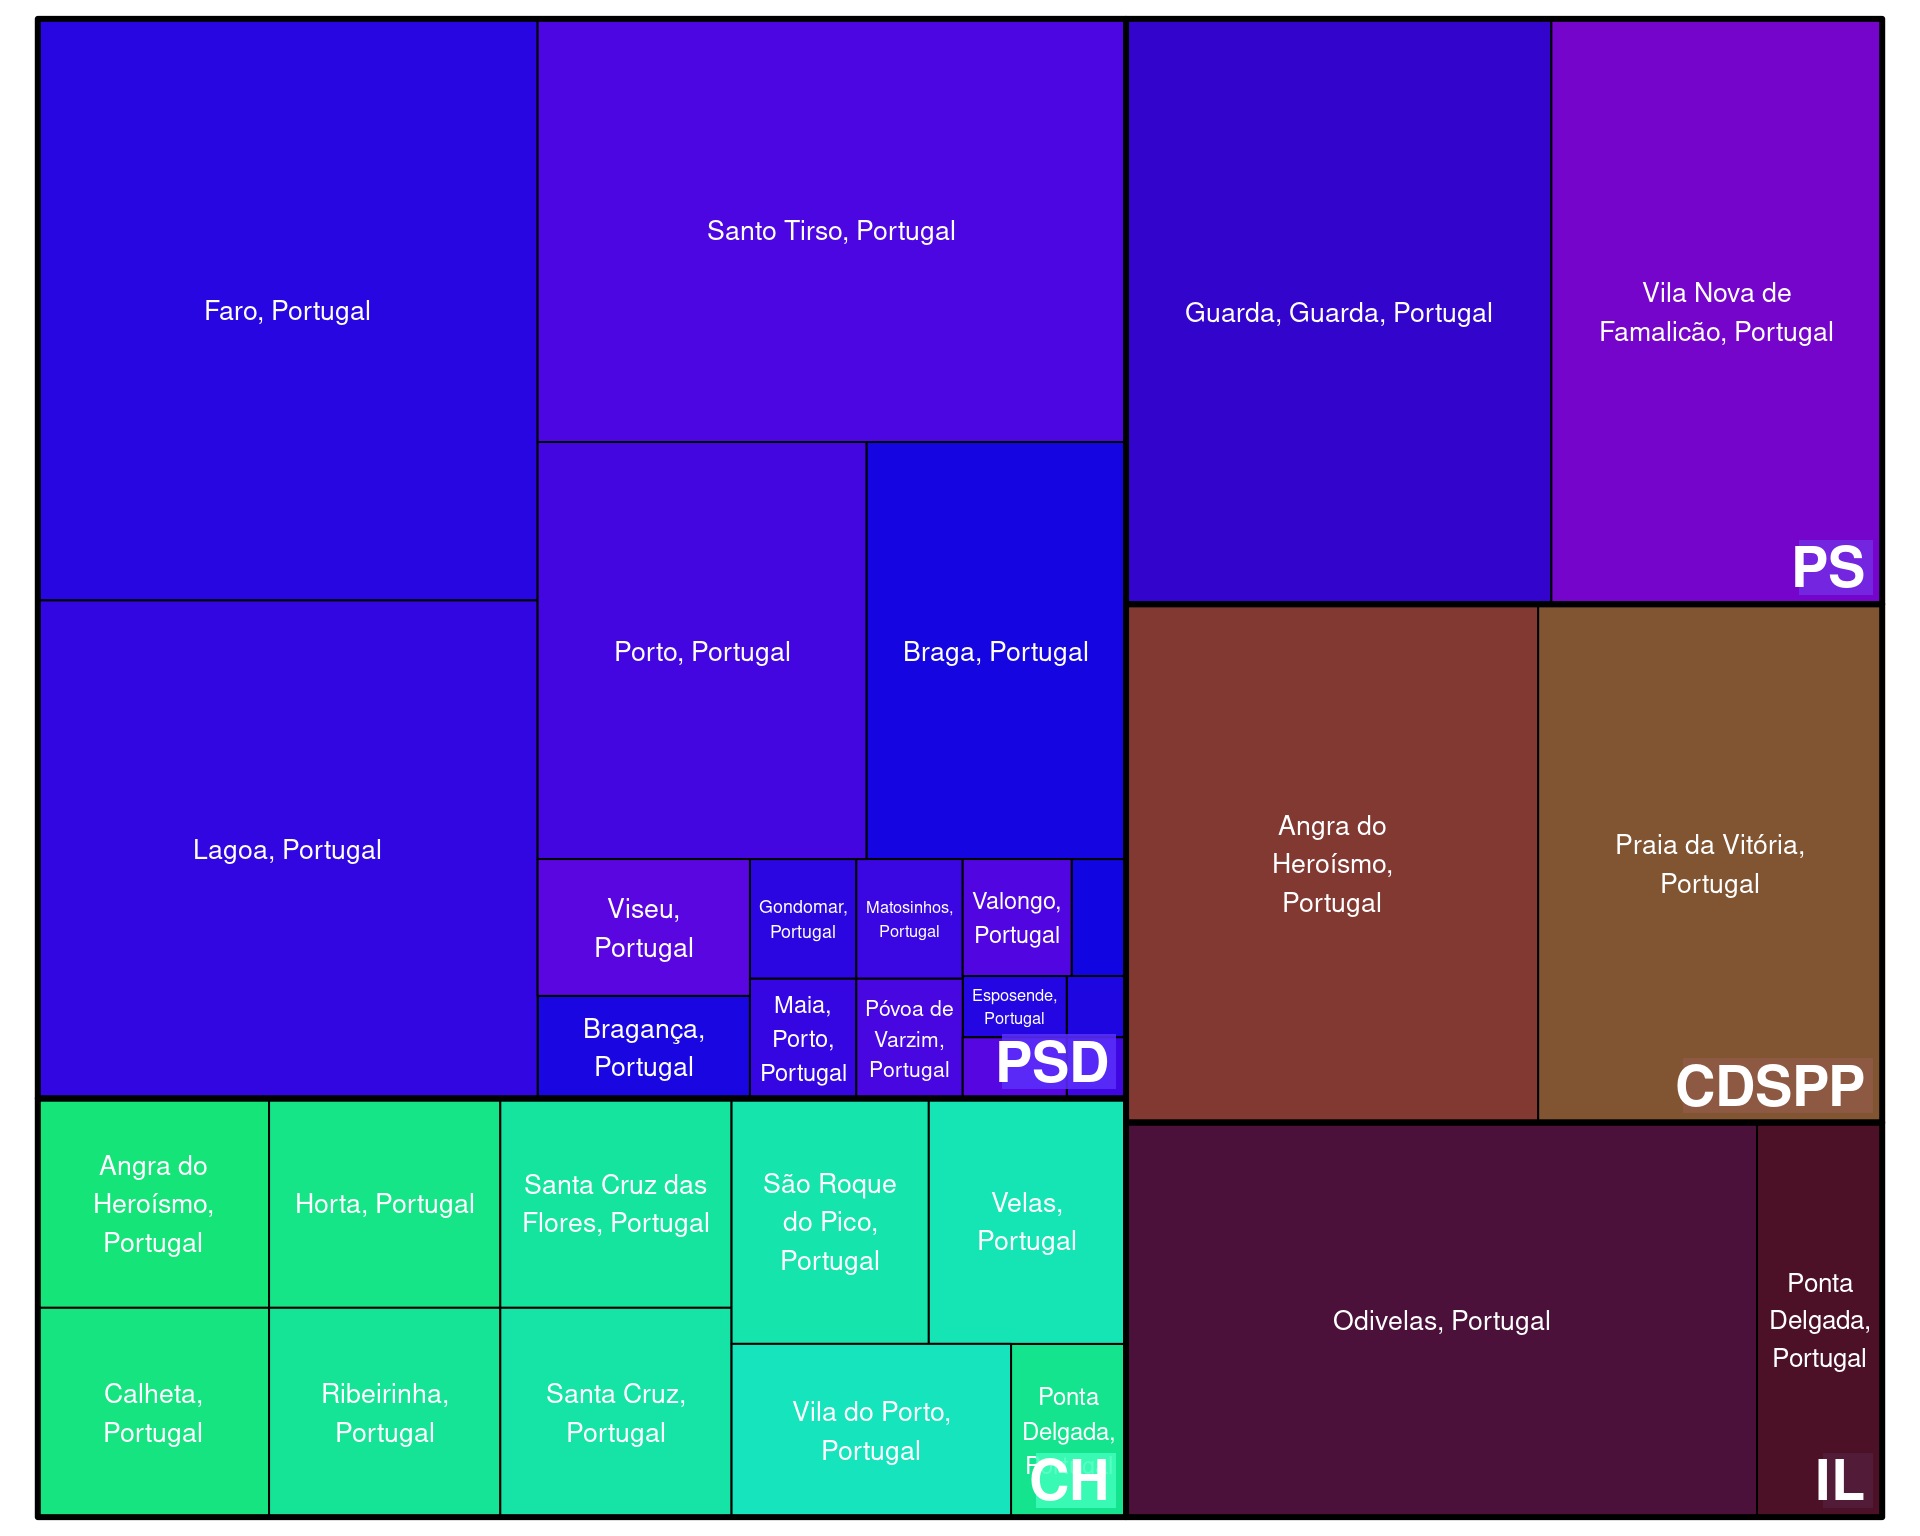 Faro, Portugal
Santo Tirso, Portugal
Lagoa, Portugal
Porto, Portugal
Braga, Portugal
Viseu,
Portugal
Bragança,
Portugal
Gondomar,
Portugal
Matosinhos,
Portugal
Valongo,
Portugal
Maia,
Porto,
Portugal
Póvoa de
Varzim,
Portugal
Esposende,
Portugal
PSD
Guarda, Guarda, Portugal
Vila Nova de
Famalicão, Portugal
PS
Angra do
Heroísmo,
Portugal
Praia da Vitória,
Portugal
CDSPP
Angra do
Heroísmo,
Portugal
Horta, Portugal
Santa Cruz das
Flores, Portugal
São Roque
do Pico,
Portugal
Velas,
Portugal
Calheta,
Portugal
Ribeirinha,
Portugal
Santa Cruz,
Portugal
Vila do Porto,
Portugal
Ponta
Delgada,
CH
Odivelas, Portugal
Ponta
Delgada,
Portugal
IL